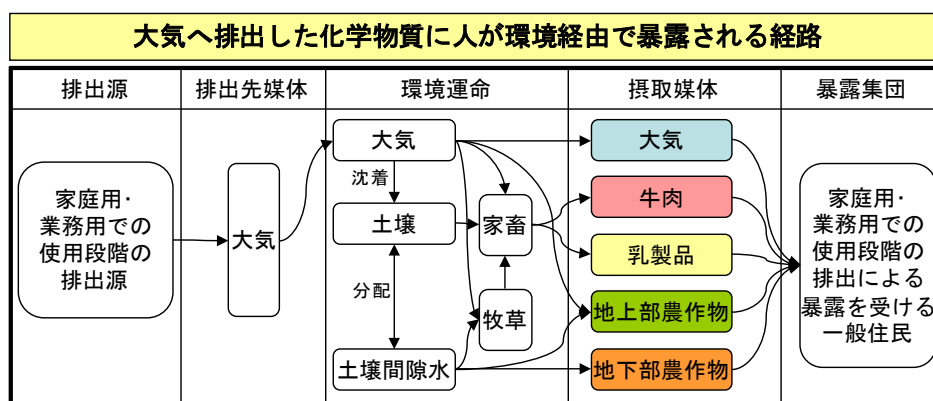 大気へ排出した化学物質に人が環境経由で暴露される経路
排出源
排出先媒体
環境運命
摂取媒体
暴露集団
家庭用・
業務用での
使用段階の
排出源
大気
大気
沈着
土壌
分配
土壌間隙水
家畜
牧草
大気
牛肉
乳製品
地上部農作物
地下部農作物
家庭用・
業務用での
使用段階の
排出による
暴露を受ける
一般住民